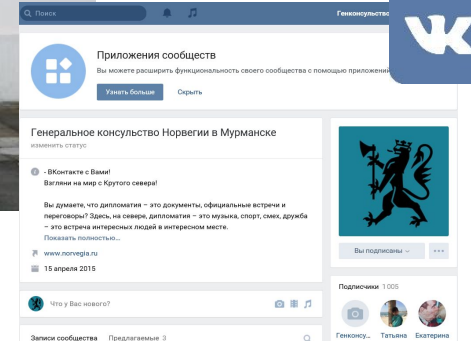 Поиск
Генконсульство
Приложения сообществ
Вы можете расширить функциональность своего сообщества с помощью приложений
Узнать больше
Скрыть
Генеральное консульство Норвегии в Мурманске
изменить статус
- ВКонтакте с Вами!
Взгляни на мир с Крутого севера!
Вы думаете, что дипломатия – это документы, официальные встречи и
переговоры? Здесь, на севере, дипломатия – это музыка, спорт, смех, дружба
– это встреча интересных людей в интересном месте.
Показать полностью...
www.norvegia.ru
15 апреля 2015
Вы подписаны
Подписчики 1 005
Генконсу... Татьяна Екатерина
Что у Вас нового?
Записи сообщества Предлагаемые 3